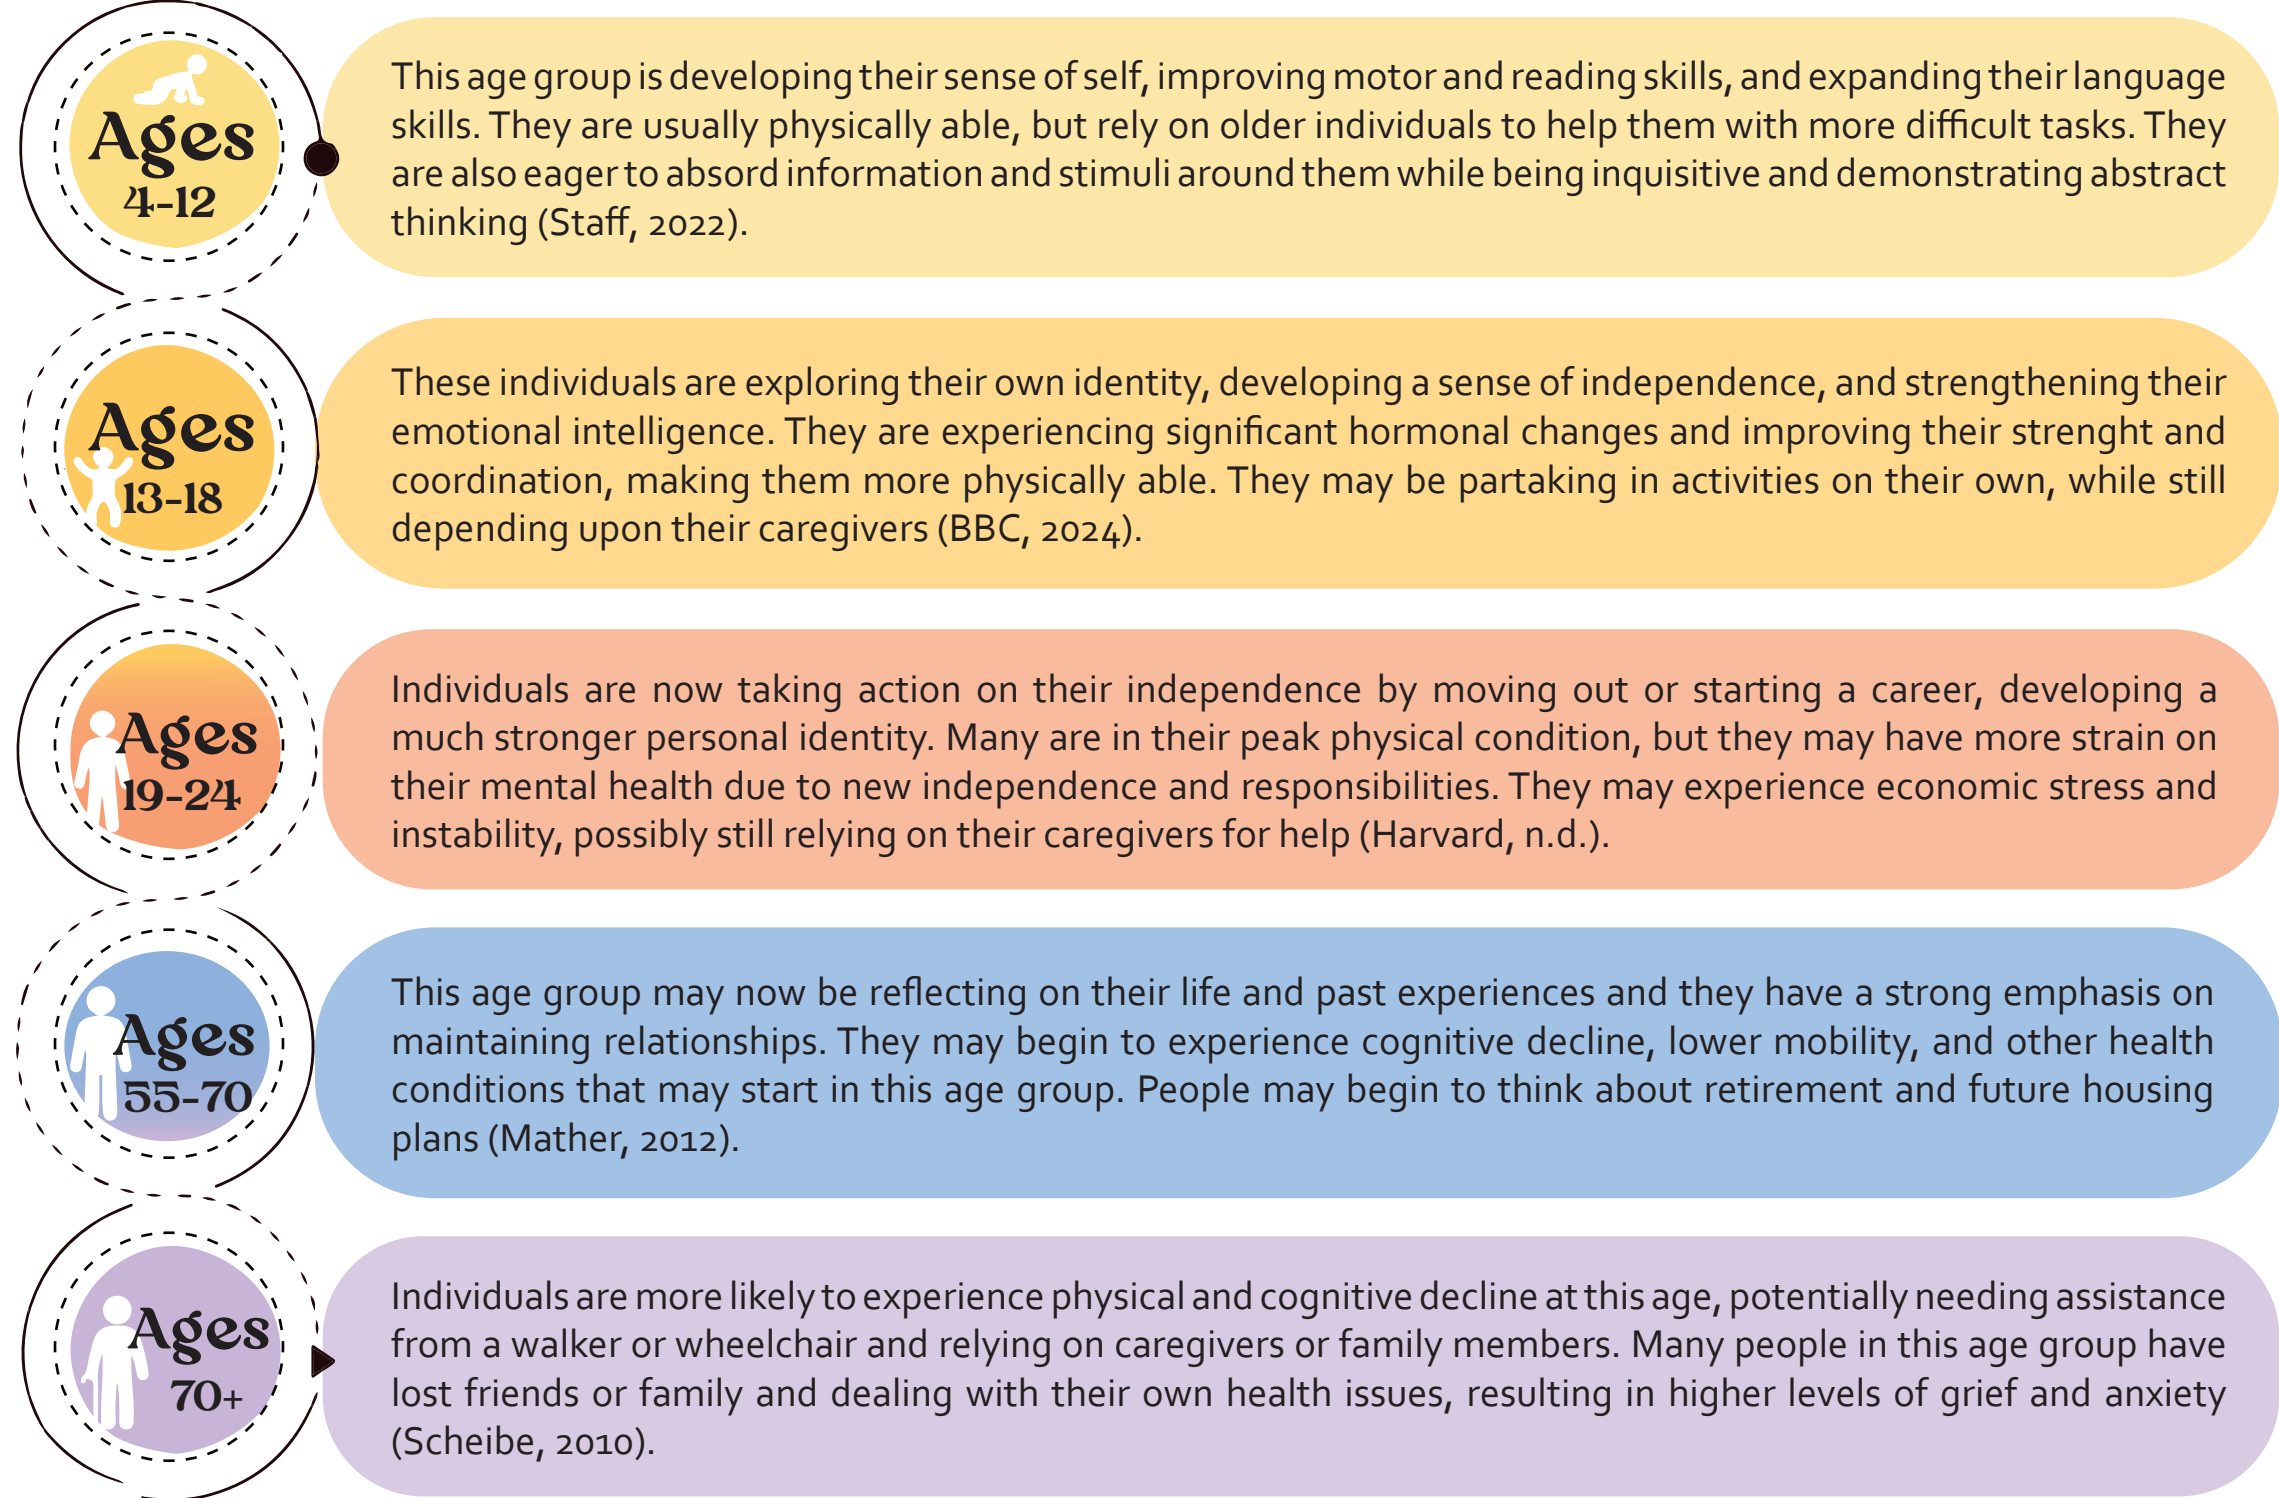 Ages
4-12
This age group is developing their sense of self, improving motor and reading skills, and expanding their language
skills. They are usually physically able, but rely on older individuals to help them with more difficult tasks. They
are also eager to absord information and stimuli around them while being inquisitive and demonstrating abstract
thinking (Staff, 2022).
Ages
13-18
These individuals are exploring their own identity, developing a sense of independence, and strengthening their
emotional intelligence. They are experiencing significant hormonal changes and improving their strenght and
coordination, making them more physically able. They may be partaking in activities on their own, while still
depending upon their caregivers (BBC, 2024).
Ages
19-24
Individuals are now taking action on their independence by moving out or starting a career, developing a
much stronger personal identity. Many are in their peak physical condition, but they may have more strain on
their mental health due to new independence and responsibilities. They may experience economic stress and
instability, possibly still relying on their caregivers for help (Harvard, n.d.).
Ages
55-70
This age group may now be reflecting on their life and past experiences and they have a strong emphasis on
maintaining relationships. They may begin to experience cognitive decline, lower mobility, and other health
conditions that may start in this age group. People may begin to think about retirement and future housing
plans (Mather, 2012).
Ages
70+
Individuals are more likely to experience physical and cognitive decline at this age, potentially needing assistance
from a walker or wheelchair and relying on caregivers or family members. Many people in this age group have
lost friends or family and dealing with their own health issues, resulting in higher levels of grief and anxiety
(Scheibe, 2010).